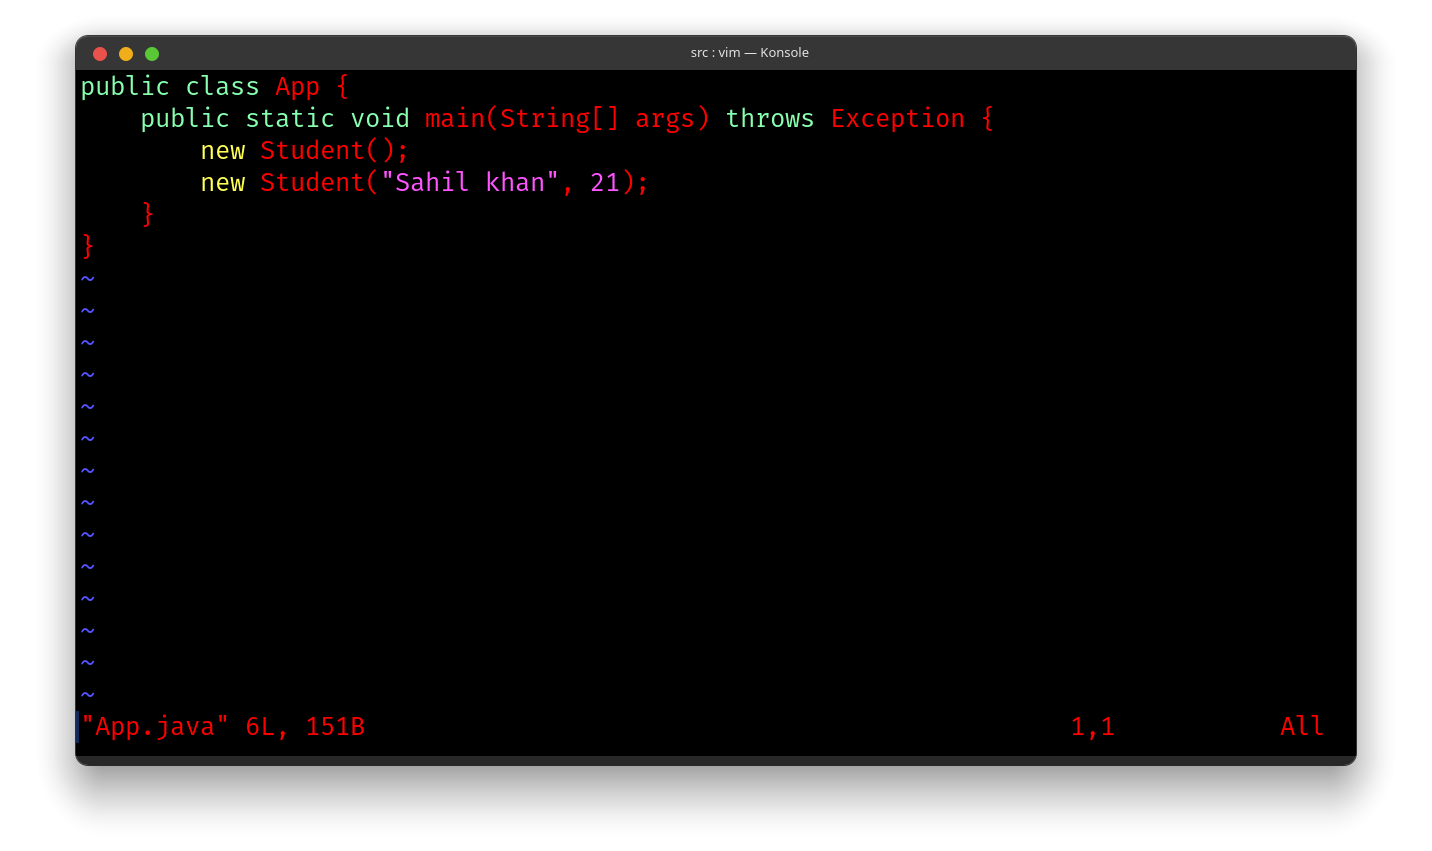 src : vim — Konsole
public class App {
    public static void main(String[] args) throws Exception {
        new Student();
        new Student("Sahil khan", 21);
    }
}
~
~
~
~
~
~
~
~
~
~
~
~
~
~
"App.java" 6L, 151B 1,1 All